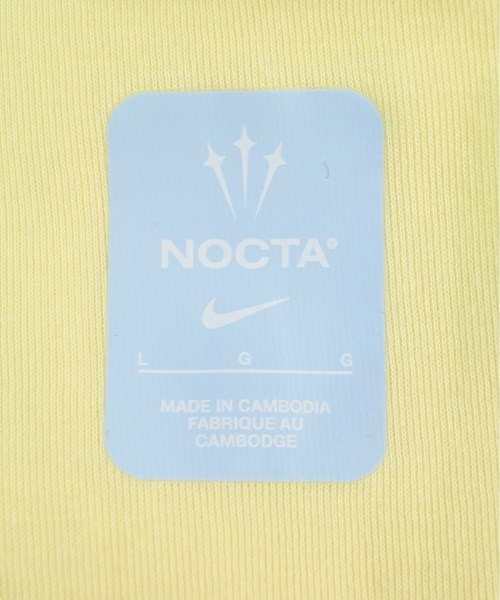 NOCTA°
L G G
MADE IN CAMBODIA
FABRIQUE AU
CAMBODGE